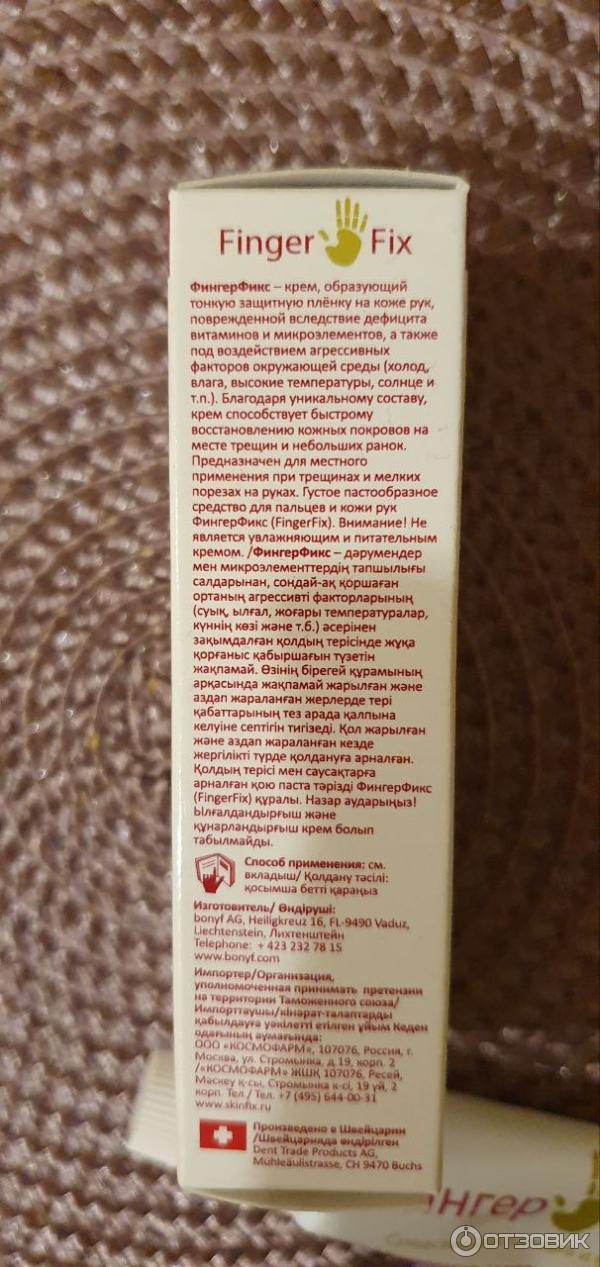 Finger Fix
ФингерФикс – крем, образующий
тонкую защитную плёнку на коже рук,
поврежденной вследствие дефицита
витаминов и микроэлементов, а также
под воздействием агрессивных
факторов окружающей среды (холод,
влага, высокие температуры, солнце и
т.п.). Благодаря уникальному составу,
крем способствует быстрому
восстановлению кожных покровов на
месте трещин и небольших ранок.
Предназначен для местного
применения при трещинах и мелких
порезах на руках. Густое пастообразное
средство для пальцев и кожи рук
ФингерФикс (FingerFix). Внимание! Не
является увлажняющим и питательным
кремом. /ФингерФикс – дәрумендер
мен микроэлементтердің тапшылығы
салдарынан, сондай-ақ қоршаған
ортаның агрессивті факторларының
(суық, ылғал, жоғары температуралар,
күннің көзі және т.б.) әсерінен
зақымдалған қолдың терісінде жұқа
қорғаныс қабыршағын түзетін
жақпамай. Өзінің бірегей құрамының
арқасында жақпамай жарылған және
аздап жараланған жерлерде тері
қабаттарының тез арада қалпына
келуіне септігін тигізеді. Қол жарылған
және аздап жараланған кезде
жергілікті түрде қолдануға арналған.
Қолдың терісі мен саусақтарға
арналған қою паста тәрізді ФингерФикс
(FingerFix) құралы. Назар аударыңыз!
Ылғалдандырғыш және
құнарландырғыш крем болып
табылмайды.
Способ применения: см.
вкладыш/ Қолдану тәсілі:
қосымша бетті қараңыз
Изготовитель/ Өндіруші:
bonyf AG, Heiligkreuz 16, FL-9490 Vaduz,
Liechtenstein, Лихтенштейн
Telephone: + 423 232 78 15
www.bonyf.com
Импортер/Организация,
уполномоченная принимать претензии
на территории Таможенного союза/
Импорттаушы/кінарат-талаптарды
қабылдауға уәкілетті етілген ұйым Кеден
одағының аумағында:
ООО «КОСМОФАРМ», 107076, Россия, г.
Москва, ул. Стромынка, д.19, корп. 2
/«КОСМОФАРМ» ЖШҚ 107076, Ресей,
Мәскеу қ-сы, Стромынка к-сі, 19 үй, 2
корп. Тел./ Тел. +7 (495) 644-00-31
www.skinfix.ru
Произведено в Швейцарии
/Швейцарияда өндірілген
Dent Trade Products AG,
Mühleäulistrasse, CH 9470 Buchs
нгер
ОТЗОВИК